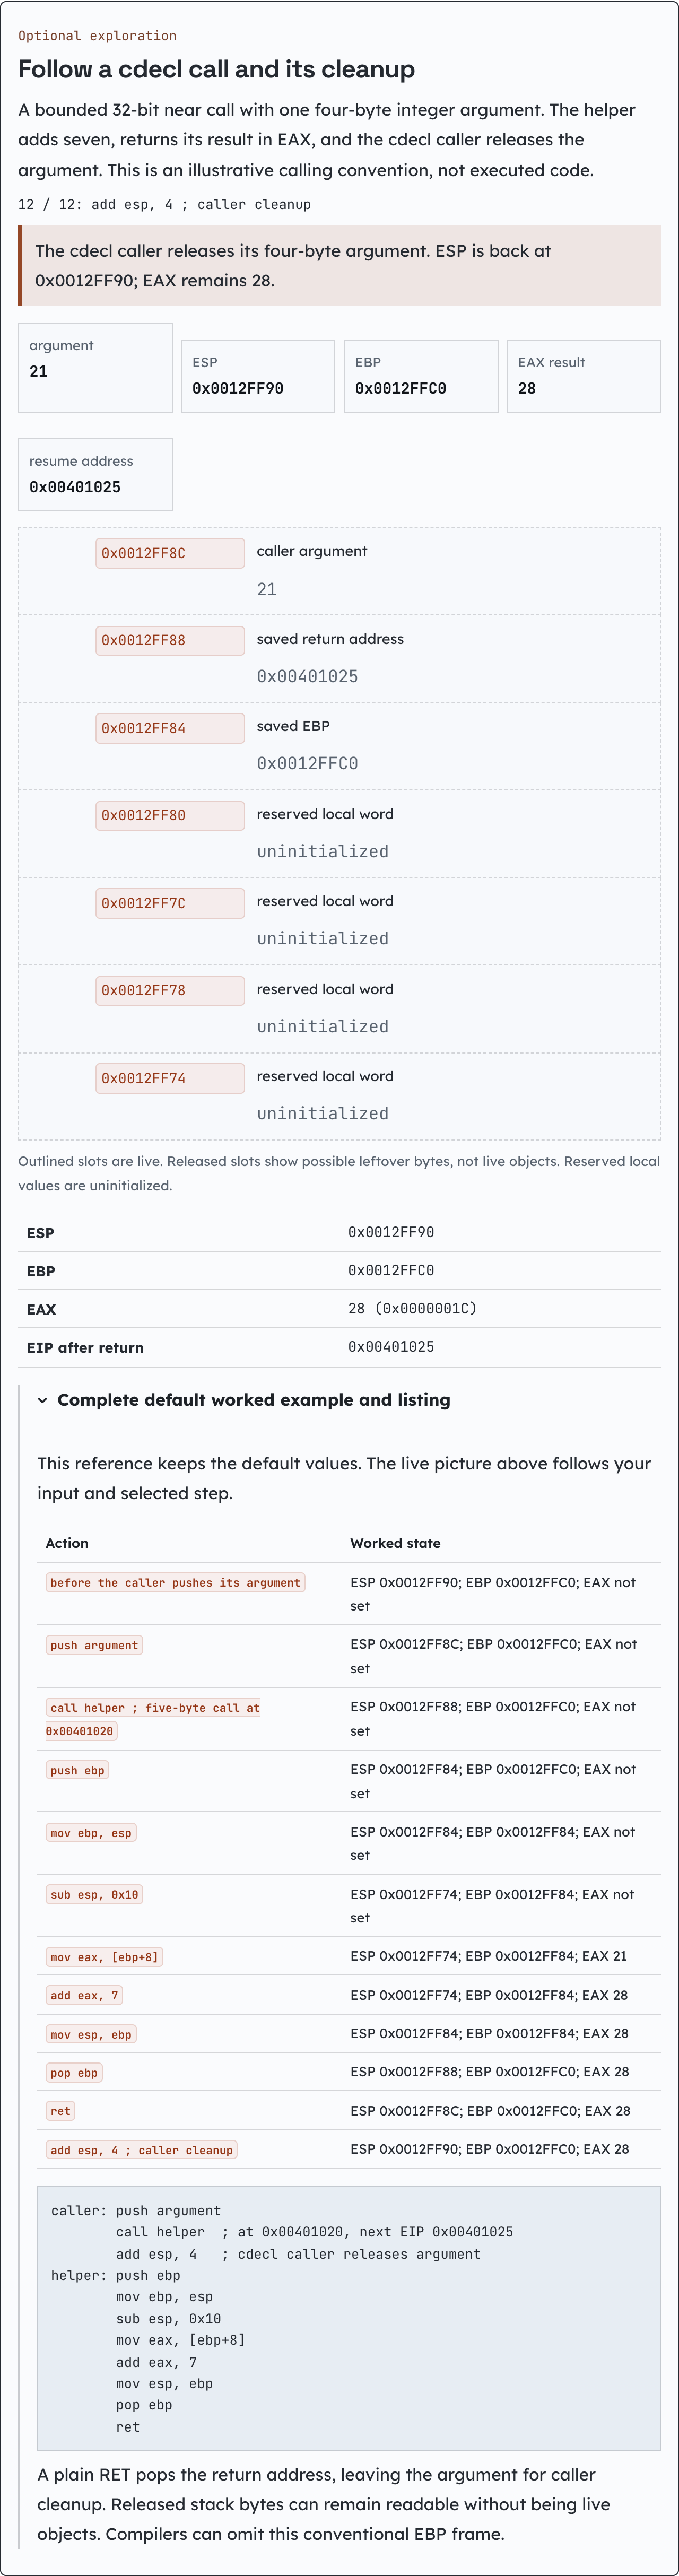 Optional exploration
Follow a cdecl call and its cleanup
A bounded 32-bit near call with one four-byte integer argument. The helper
adds seven, returns its result in EAX, and the cdecl caller releases the
argument. This is an illustrative calling convention, not executed code.
12 / 12: add esp, 4 ; caller cleanup
The cdecl caller releases its four-byte argument. ESP is back at
0x0012FF90; EAX remains 28.
argument
21
ESP
0x0012FF90
EBP
0x0012FFC0
EAX result
28
resume address
0x00401025
0x0012FF8C caller argument
21
0x0012FF88 saved return address
0x00401025
0x0012FF84 saved EBP
0x0012FFC0
0x0012FF80 reserved local word
uninitialized
0x0012FF7C reserved local word
uninitialized
0x0012FF78 reserved local word
uninitialized
0x0012FF74 reserved local word
uninitialized
Outlined slots are live. Released slots show possible leftover bytes, not live objects. Reserved local
values are uninitialized.
ESP 0x0012FF90
EBP 0x0012FFC0
EAX 28 (0x0000001C)
EIP after return 0x00401025
Complete default worked example and listing
This reference keeps the default values. The live picture above follows your
input and selected step.
Action Worked state
before the caller pushes its argument ESP 0x0012FF90; EBP 0x0012FFC0; EAX not
set
push argument ESP 0x0012FF8C; EBP 0x0012FFC0; EAX not
set
call helper ; five-byte call at ESP 0x0012FF88; EBP 0x0012FFC0; EAX not
0x00401020 set
push ebp ESP 0x0012FF84; EBP 0x0012FFC0; EAX not
set
mov ebp, esp ESP 0x0012FF84; EBP 0x0012FF84; EAX not
set
sub esp, 0x10 ESP 0x0012FF74; EBP 0x0012FF84; EAX not
set
mov eax, [ebp+8] ESP 0x0012FF74; EBP 0x0012FF84; EAX 21
add eax, 7 ESP 0x0012FF74; EBP 0x0012FF84; EAX 28
mov esp, ebp ESP 0x0012FF84; EBP 0x0012FF84; EAX 28
pop ebp ESP 0x0012FF88; EBP 0x0012FFC0; EAX 28
ret ESP 0x0012FF8C; EBP 0x0012FFC0; EAX 28
add esp, 4 ; caller cleanup ESP 0x0012FF90; EBP 0x0012FFC0; EAX 28
caller: push argument
call helper ; at 0x00401020, next EIP 0x00401025
add esp, 4 ; cdecl caller releases argument
helper: push ebp
mov ebp, esp
sub esp, 0x10
mov eax, [ebp+8]
add eax, 7
mov esp, ebp
pop ebp
ret
A plain RET pops the return address, leaving the argument for caller
cleanup. Released stack bytes can remain readable without being live
objects. Compilers can omit this conventional EBP frame.